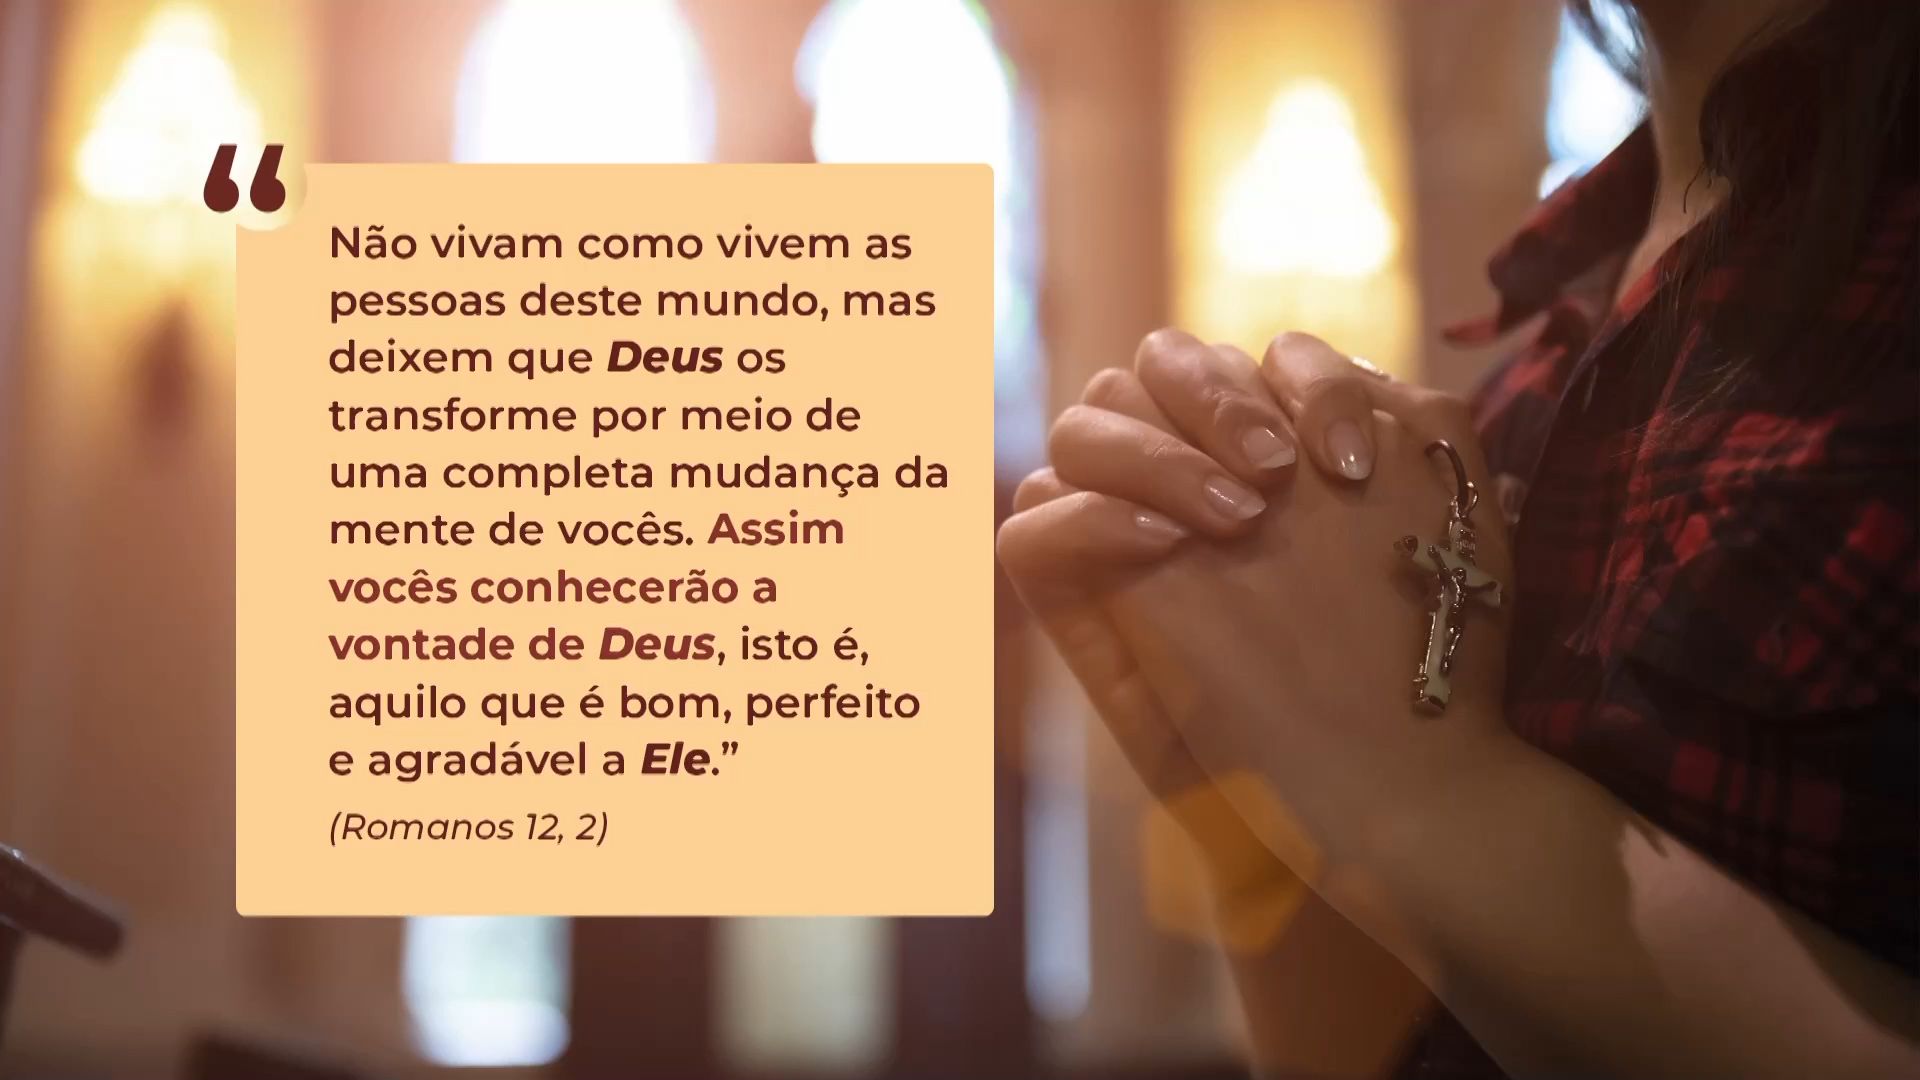 “
Não vivam como vivem as
pessoas deste mundo, mas
deixem que Deus os
transforme por meio de
uma completa mudança da
mente de vocês. Assim
vocês conhecerão a
vontade de Deus, isto é,
aquilo que é bom, perfeito
e agradável a Ele.”
(Romanos 12, 2)